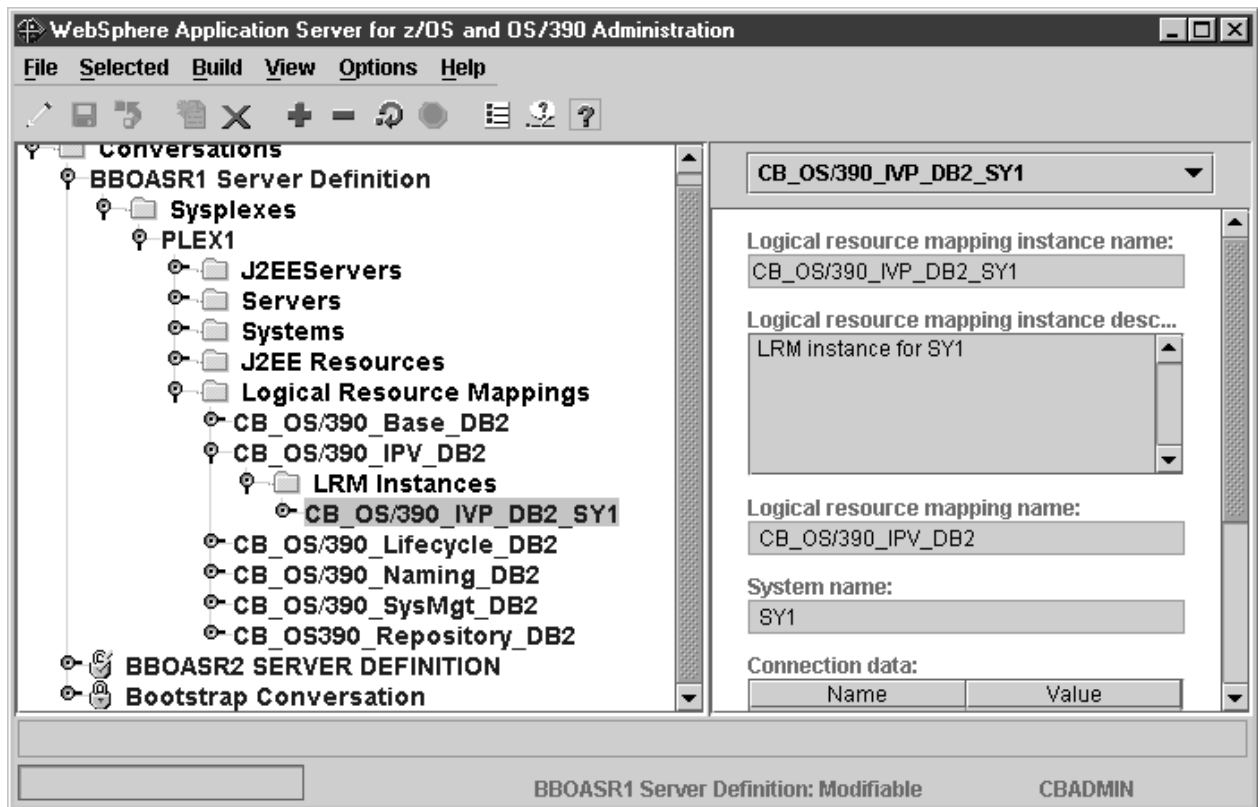 WebSphere Application Server for z/OS and OS/390 Administration
File Selected Build View Options Help
Conversations
BBOASR1 Server Definition
Sysplexes
PLEX1
J2EEServers
Servers
Systems
J2EE Resources
Logical Resource Mappings
CB_OS/390_Base_DB2
CB_OS/390_IPV_DB2
LRM Instances
CB_OS/390_IVP_DB2_SY1
CB_OS/390_Lifecycle_DB2
CB_OS/390_Naming_DB2
CB_OS/390_SysMgt_DB2
CB_OS390_Repository_DB2
BBOASR2 SERVER DEFINITION
Bootstrap Conversation
CB_OS/390_IVP_DB2_SY1
Logical resource mapping instance name:
CB_OS/390_IVP_DB2_SY1
Logical resource mapping instance desc...
LRM instance for SY1
Logical resource mapping name:
CB_OS/390_IPV_DB2
System name:
SY1
Connection data:
Name Value
BBOASR1 Server Definition: Modifiable CBADMIN